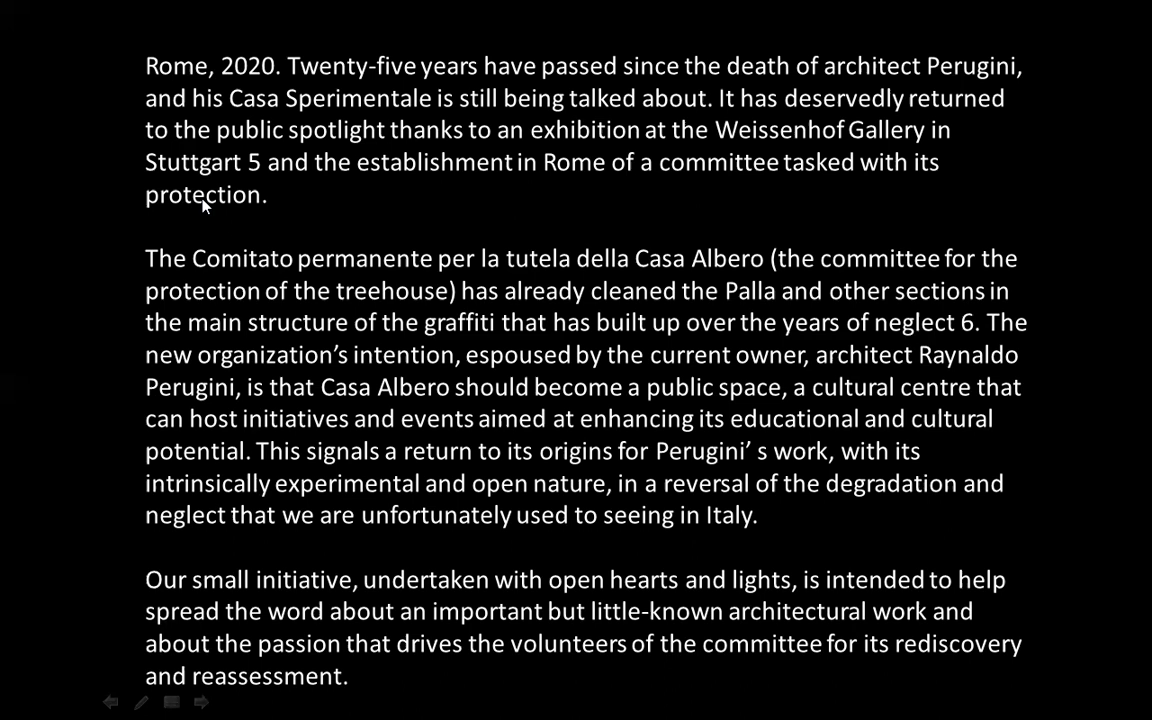 Rome, 2020. Twenty-five years have passed since the death of architect Perugini,
and his Casa Sperimentale is still being talked about. It has deservedly returned
to the public spotlight thanks to an exhibition at the Weissenhof Gallery in
Stuttgart 5 and the establishment in Rome of a committee tasked with its
protection.
The Comitato permanente per la tutela della Casa Albero (the committee for the
protection of the treehouse) has already cleaned the Palla and other sections in
the main structure of the graffiti that has built up over the years of neglect 6. The
new organization’s intention, espoused by the current owner, architect Raynaldo
Perugini, is that Casa Albero should become a public space, a cultural centre that
can host initiatives and events aimed at enhancing its educational and cultural
potential. This signals a return to its origins for Perugini’ s work, with its
intrinsically experimental and open nature, in a reversal of the degradation and
neglect that we are unfortunately used to seeing in Italy.
Our small initiative, undertaken with open hearts and lights, is intended to help
spread the word about an important but little-known architectural work and
about the passion that drives the volunteers of the committee for its rediscovery
and reassessment.